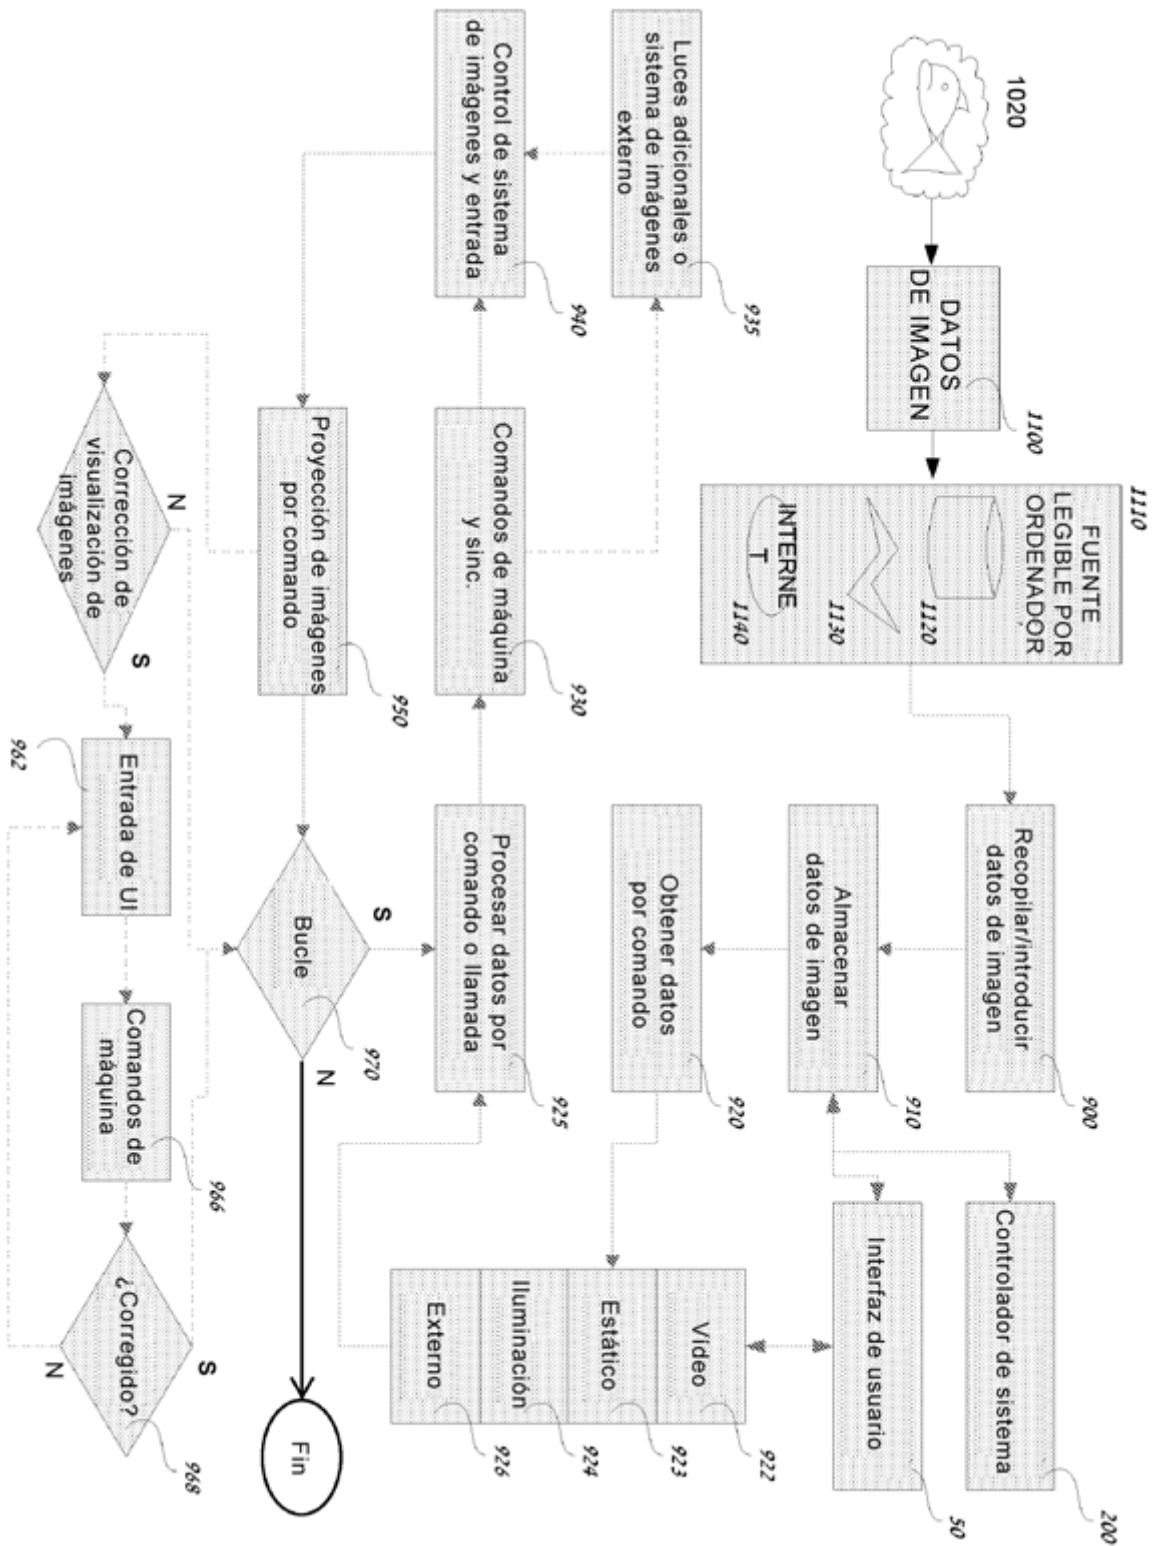 1020
DATOS
DE IMAGEN
1100
1110
FUENTE
LEGIBLE POR
ORDENADOR
1120
1130
INTERNE
T
1140
Recopilar/introducir
datos de imagen
900
Controlador de sistema
200
Almacenar
datos de imagen
910
Interfaz de usuario
50
Luces adicionales o
sistema de imágenes
externo
935
Obtener datos
por comando
920
Vídeo
922
Estático
923
Iluminación
924
Externo
926
Control de sistema
de imágenes y entrada
940
Comandos de máquina
y sinc.
930
Procesar datos por
comando o llamada
925
Proyección de imágenes
por comando
950
S
Bucle
970
N
Fin
Corrección de
visualización de
imágenes
N
S
Entrada de UI
962
Comandos de
máquina
966
¿Corregido?
968
S
N